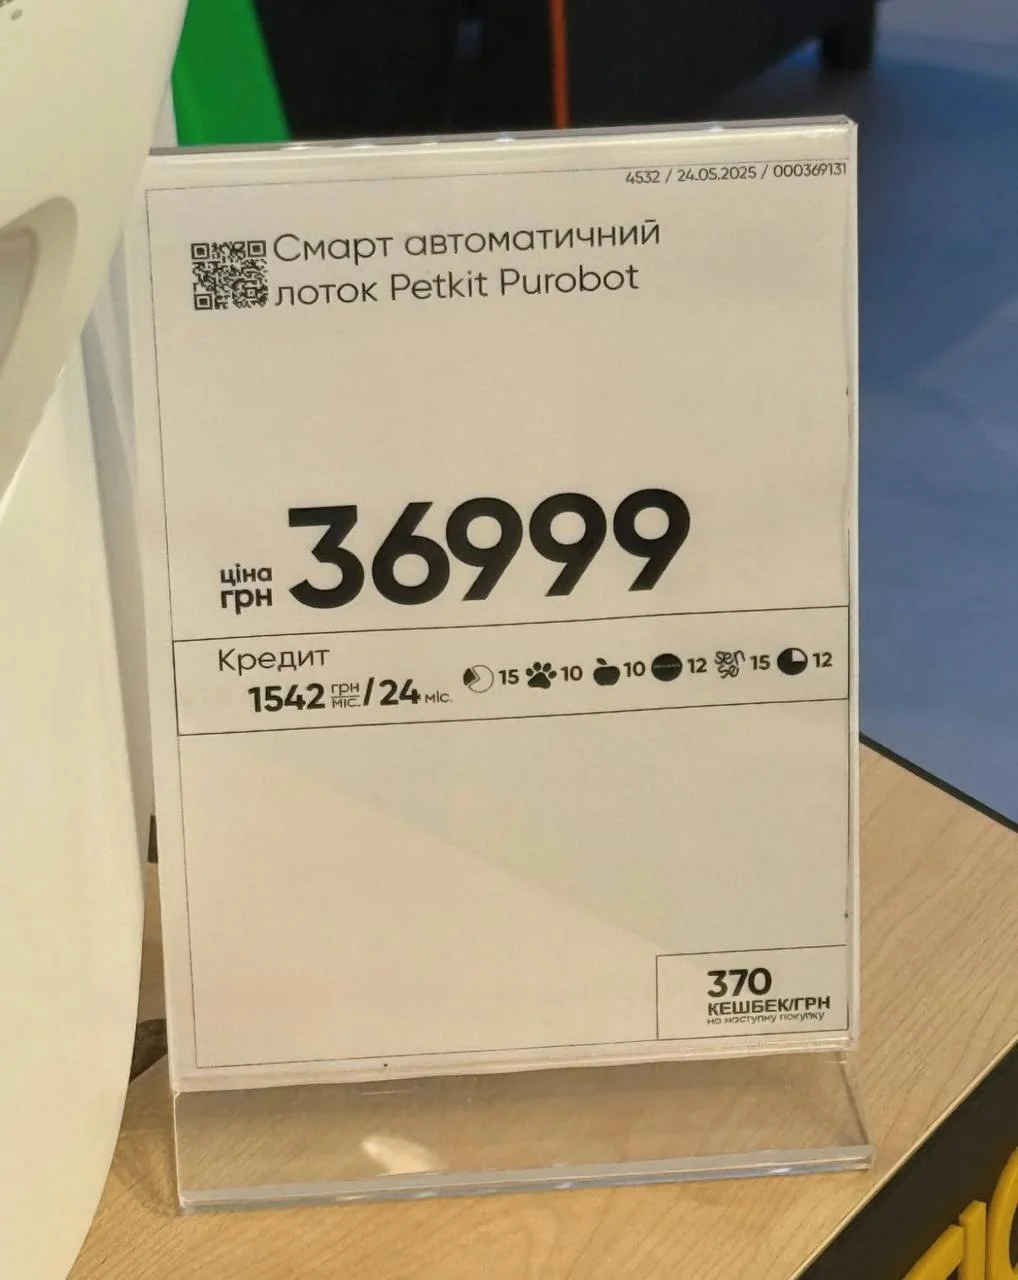 4532 / 24.05.2025 / 000369131
Смарт автоматичний
лоток Petkit Purobot
ціна
грн
36999
Кредит
1542 грн/міс. / 24 міс.
15 10 10 12 sense 15 12
370
КЕШБЕК/ГРН
на наступну покупку